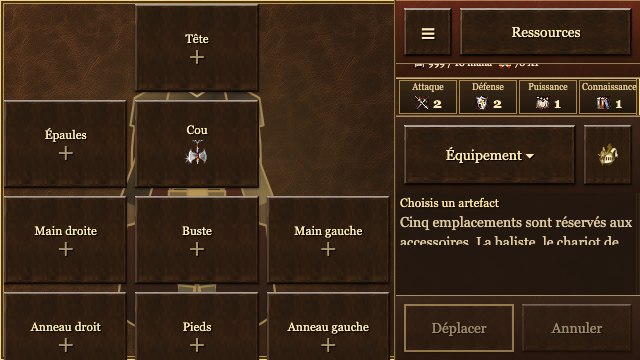 Tête
Épaules
Cou
Main droite
Buste
Main gauche
Anneau droit
Pieds
Anneau gauche
Ressources
Attaque
2
Défense
2
Puissance
1
Connaissance
1
Équipement
Choisis un artefact
Cinq emplacements sont réservés aux
accessoires. La baliste, le chariot de
Déplacer
Annuler